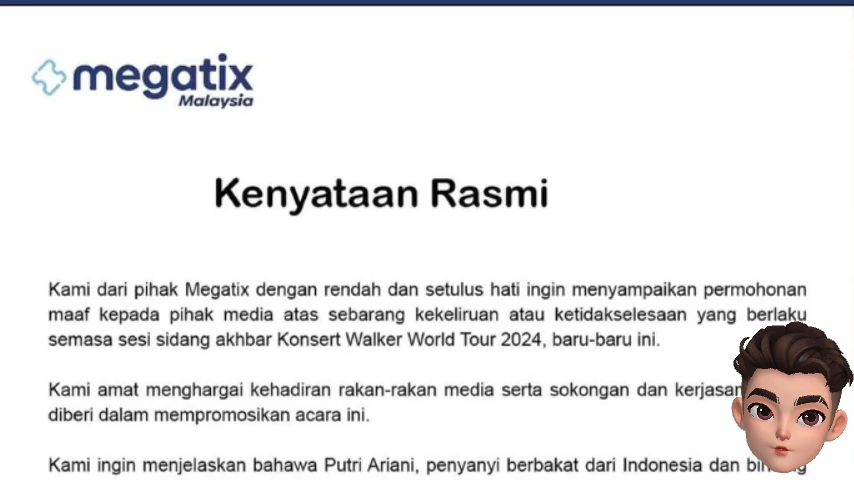 megatix
Malaysia
Kenyataan Rasmi
Kami dari pihak Megatix dengan rendah dan setulus hati ingin menyampaikan permohonan
maaf kepada pihak media atas sebarang kekeliruan atau ketidakselesaan yang berlaku
semasa sesi sidang akhbar Konsert Walker World Tour 2024, baru-baru ini.
Kami amat menghargai kehadiran rakan-rakan media serta sokongan dan
diberi dalam mempromosikan acara ini.
Kami ingin menjelaskan bahawa Putri Ariani, penyanyi berbakat dari Indonesia dan